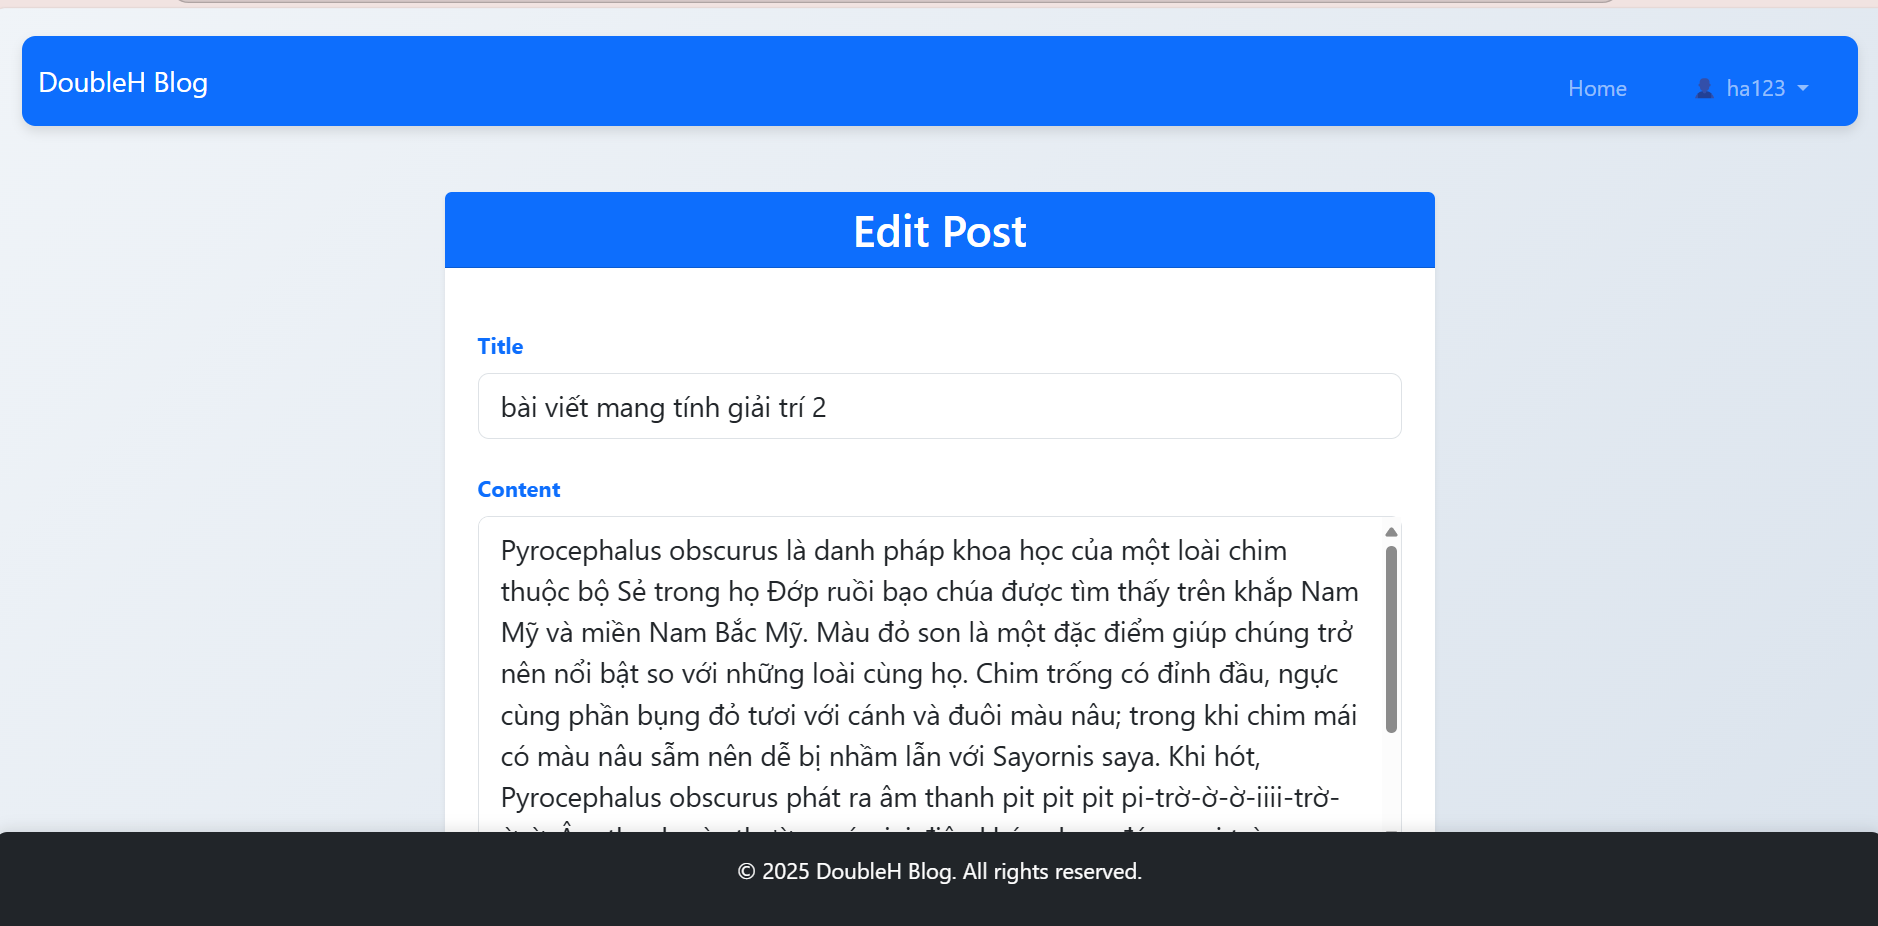 DoubleH Blog
Home
ha123
Edit Post
Title
bài viết mang tính giải trí 2
Content
Pyrocephalus obscurus là danh pháp khoa học của một loài chim
thuộc bộ Sẻ trong họ Đớp ruồi bạo chúa được tìm thấy trên khắp Nam
Mỹ và miền Nam Bắc Mỹ. Màu đỏ son là một đặc điểm giúp chúng trở
nên nổi bật so với những loài cùng họ. Chim trống có đỉnh đầu, ngực
cùng phần bụng đỏ tươi với cánh và đuôi màu nâu; trong khi chim mái
có màu nâu sẫm nên dễ bị nhầm lẫn với Sayornis saya. Khi hót,
Pyrocephalus obscurus phát ra âm thanh pit pit pit pi-trờ-ờ-ờ-iiii-trờ-
© 2025 DoubleH Blog. All rights reserved.